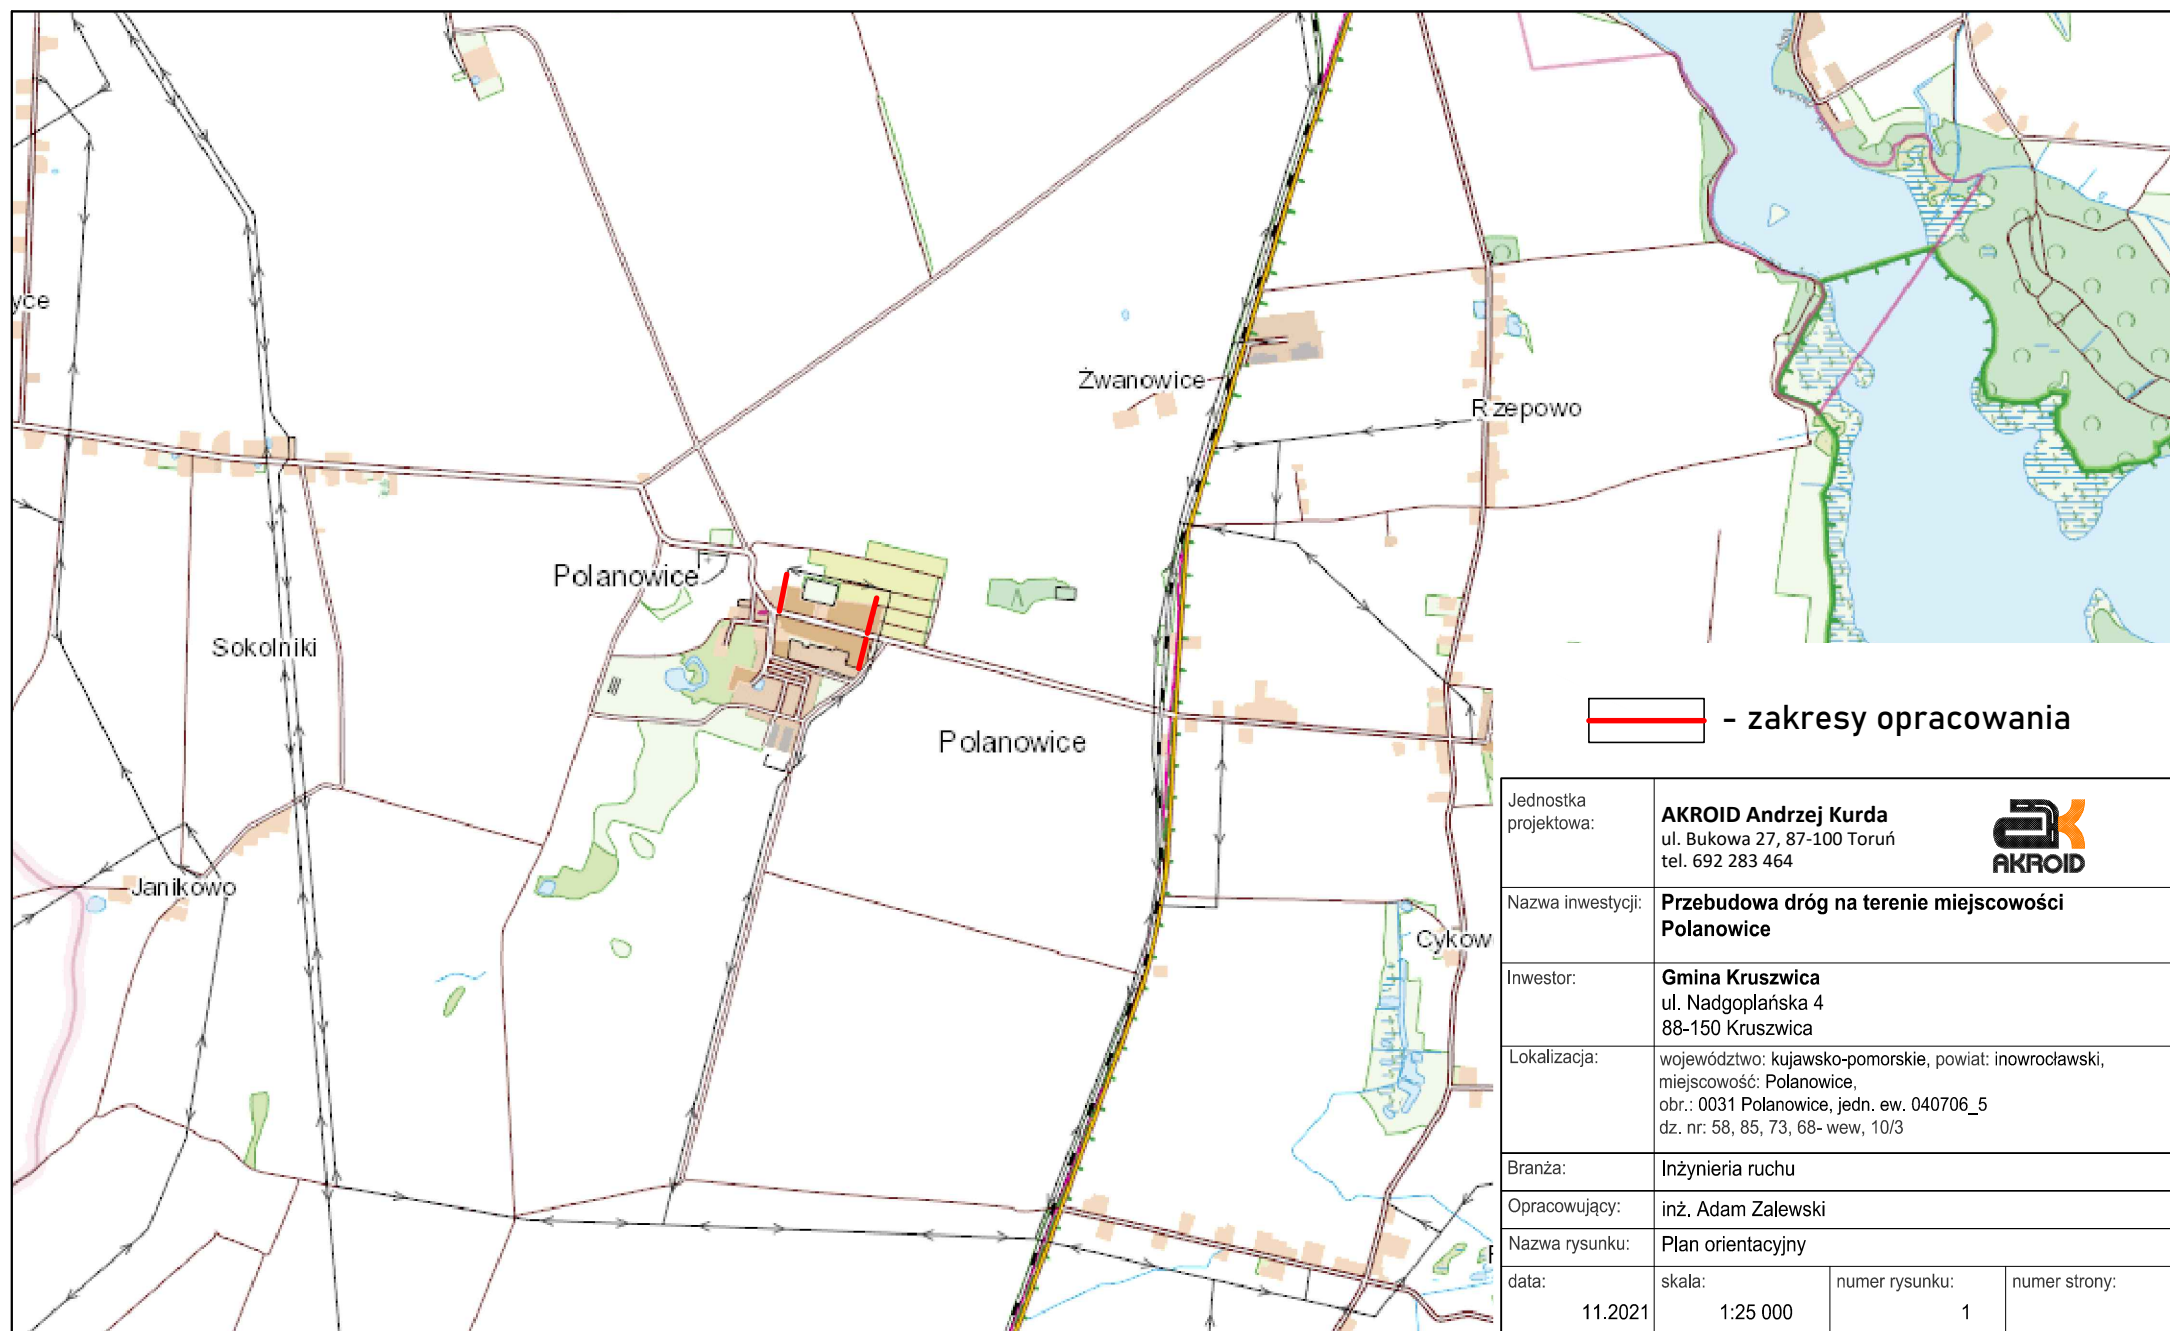 yce
Żwanowice
Rzepowo
Polanowice
Sokolniki
Polanowice
Janikowo
Cykow
- zakresy opracowania
Jednostka projektowa:
AKROID Andrzej Kurda
ul. Bukowa 27, 87-100 Toruń
tel. 692 283 464
AKROID
Nazwa inwestycji:
Przebudowa dróg na terenie miejscowości
Polanowice
Inwestor:
Gmina Kruszwica
ul. Nadgoplańska 4
88-150 Kruszwica
Lokalizacja:
województwo: kujawsko-pomorskie, powiat: inowrocławski,
miejscowość: Polanowice,
obr.: 0031 Polanowice, jedn. ew. 040706_5
dz. nr: 58, 85, 73, 68- wew, 10/3
Branża:
Inżynieria ruchu
Opracowujący:
inż. Adam Zalewski
Nazwa rysunku:
Plan orientacyjny
data:
11.2021
skala:
1:25 000
numer rysunku:
1
numer strony: